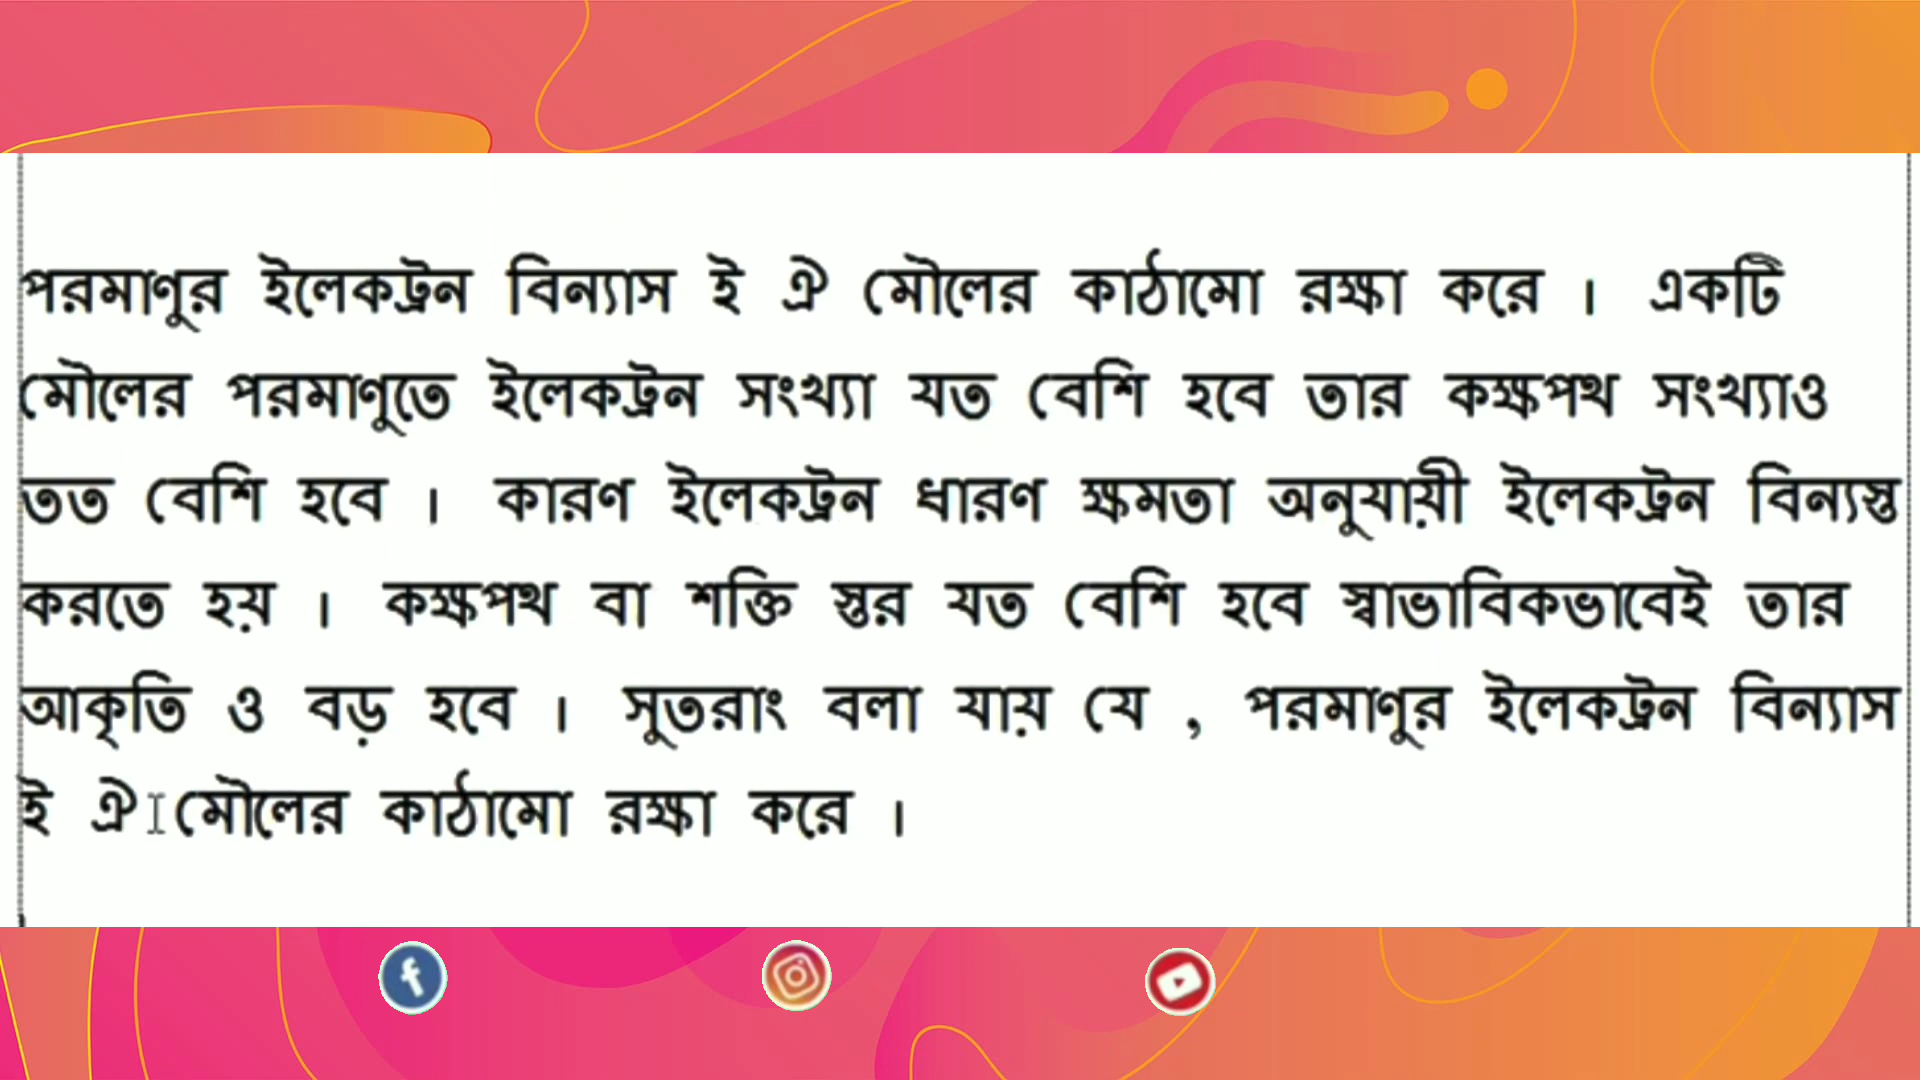 পরমাণুর ইলেকট্রন বিন্যাস ই ঐ মৌলের কাঠামো রক্ষা করে । একটি
মৌলের পরমাণুতে ইলেকট্রন সংখ্যা যত বেশি হবে তার কক্ষপথ সংখ্যাও
তত বেশি হবে । কারণ ইলেকট্রন ধারণ ক্ষমতা অনুযায়ী ইলেকট্রন বিন্যস্ত
করতে হয় । কক্ষপথ বা শক্তি স্তর যত বেশি হবে স্বাভাবিকভাবেই তার
আকৃতি ও বড় হবে । সুতরাং বলা যায় যে , পরমাণুর ইলেকট্রন বিন্যাস
ই ঐ মৌলের কাঠামো রক্ষা করে ।